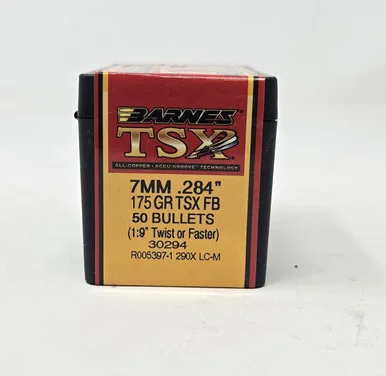 BARNES
TSX
ALL-COPPER • ACCU-GROOVE™ TECHNOLOGY
7MM .284"
175 GR TSX FB
50 BULLETS
(1:9" Twist or Faster)
30294
R005397-1 290X LC-M